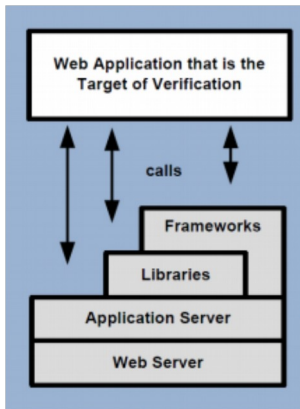 Web Application that is the
Target of Verification
calls
Frameworks
Libraries
Application Server
Web Server